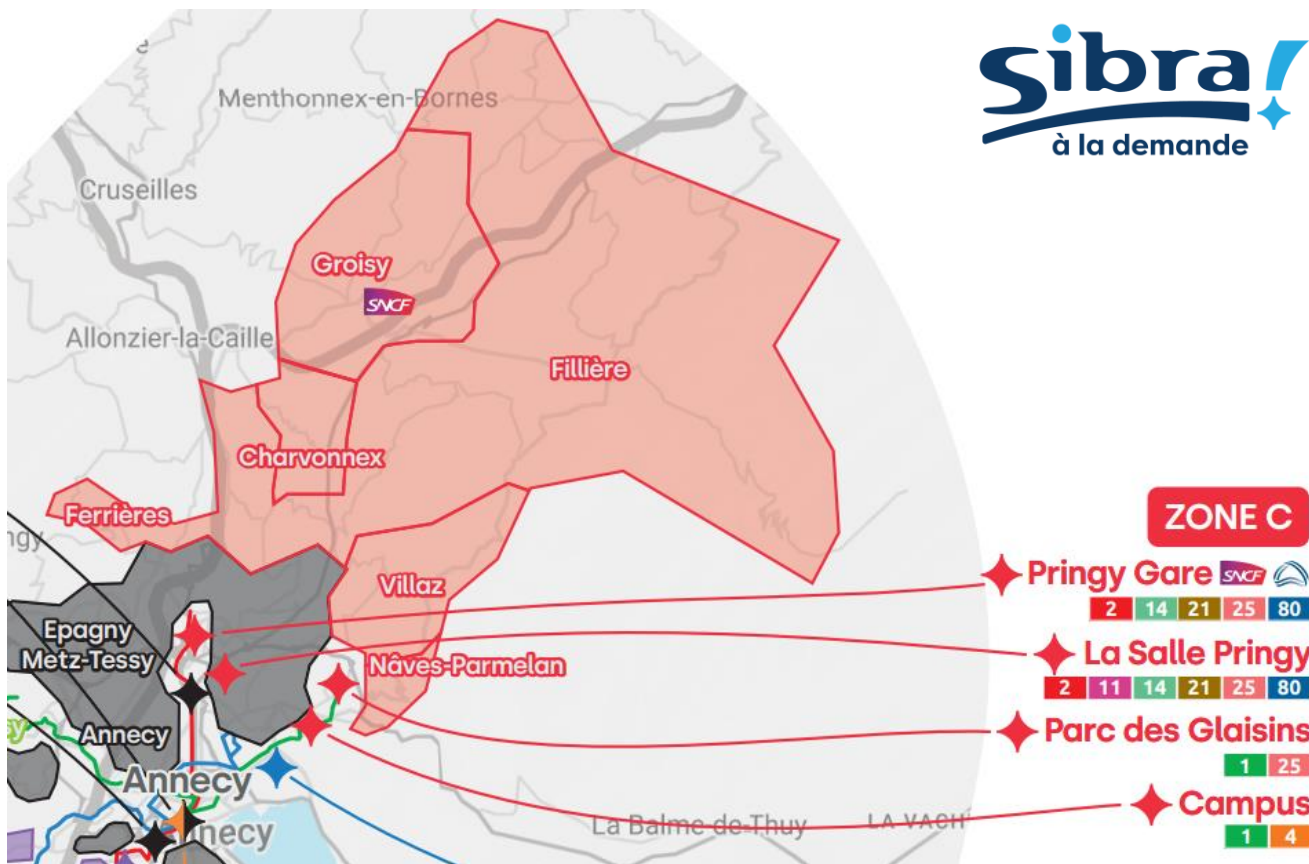 sibra!
à la demande
Menthonnex-en-Bornes
Cruseilles
Groisy
SNCF
Allonzier-la-Caille
Fillière
Charvonnex
Ferrières
ZONE C
Villaz
Pringy Gare SNCF
2 14 21 25 80
Epagny
Metz-Tessy
Nâves-Parmelan
La Salle Pringy
2 11 14 21 25 80
Annecy
Parc des Glaisins
1 25
Annecy
Campus
1 4
La Balme-de-Thuy